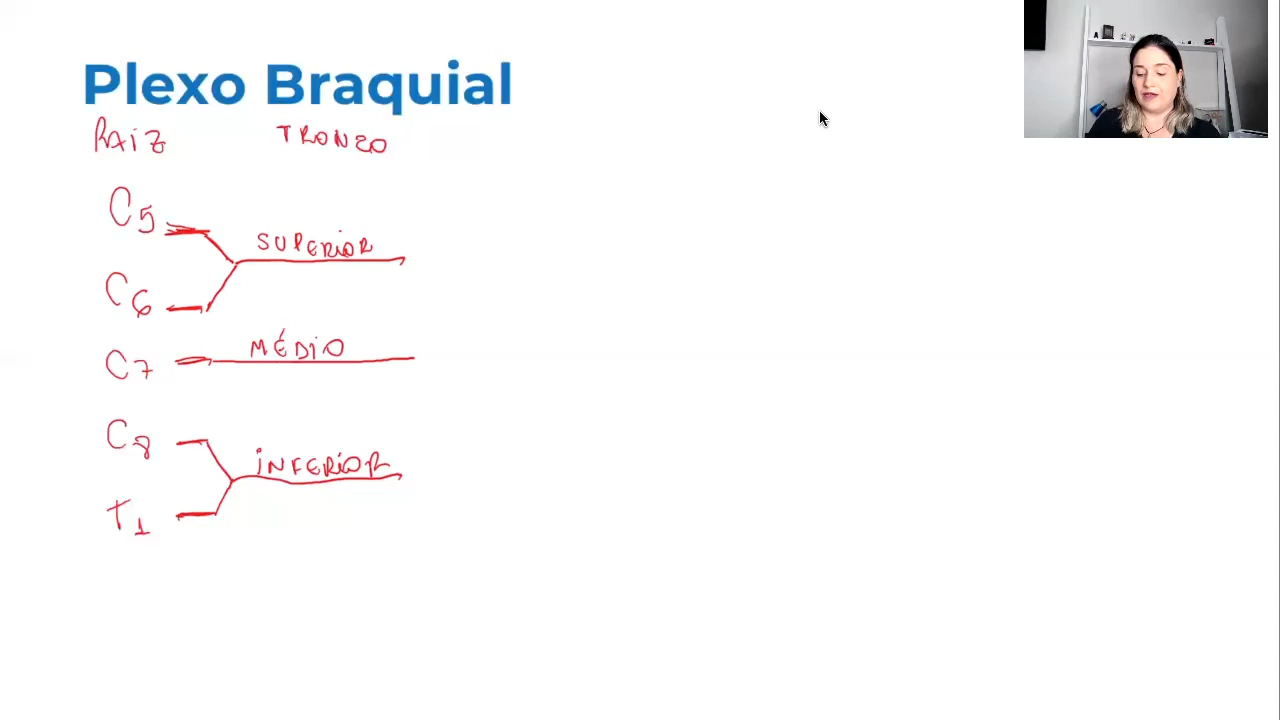 Plexo Braquial
RAIZ TRONCO
C5
SUPERIOR
C6
MÉDIO
C7
C8
INFERIOR
T1